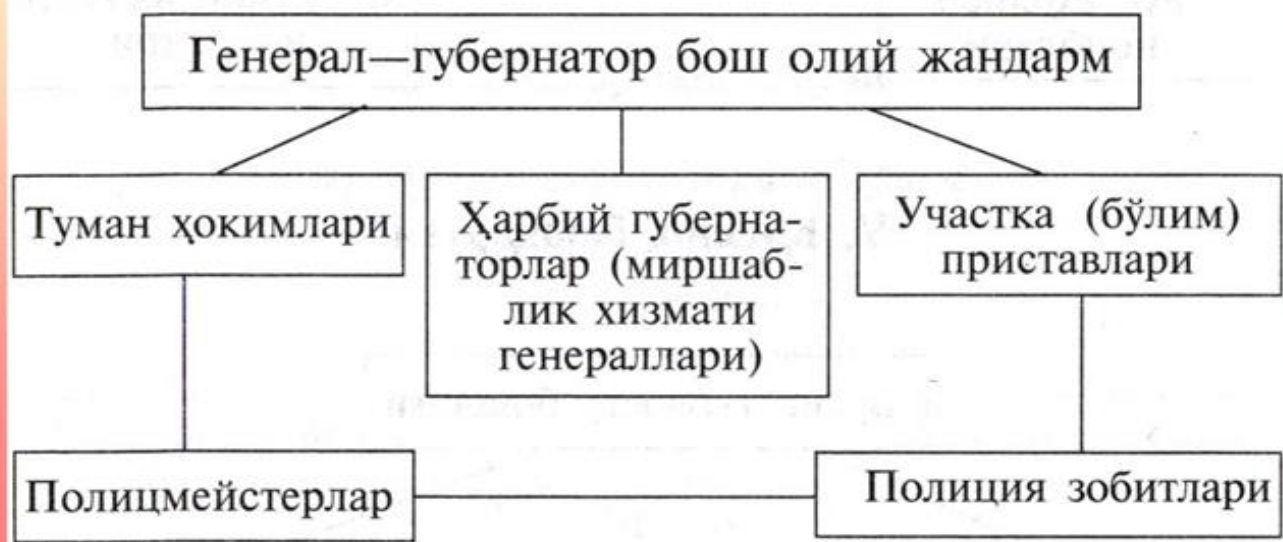 Генерал—губернатор бош олий жандарм
Туман ҳокимлари
Ҳарбий губерна-
торлар (миршаб-
лик хизмати
генераллари)
Участка (бўлим)
приставлари
Полицмейстерлар
Полиция зобитлари